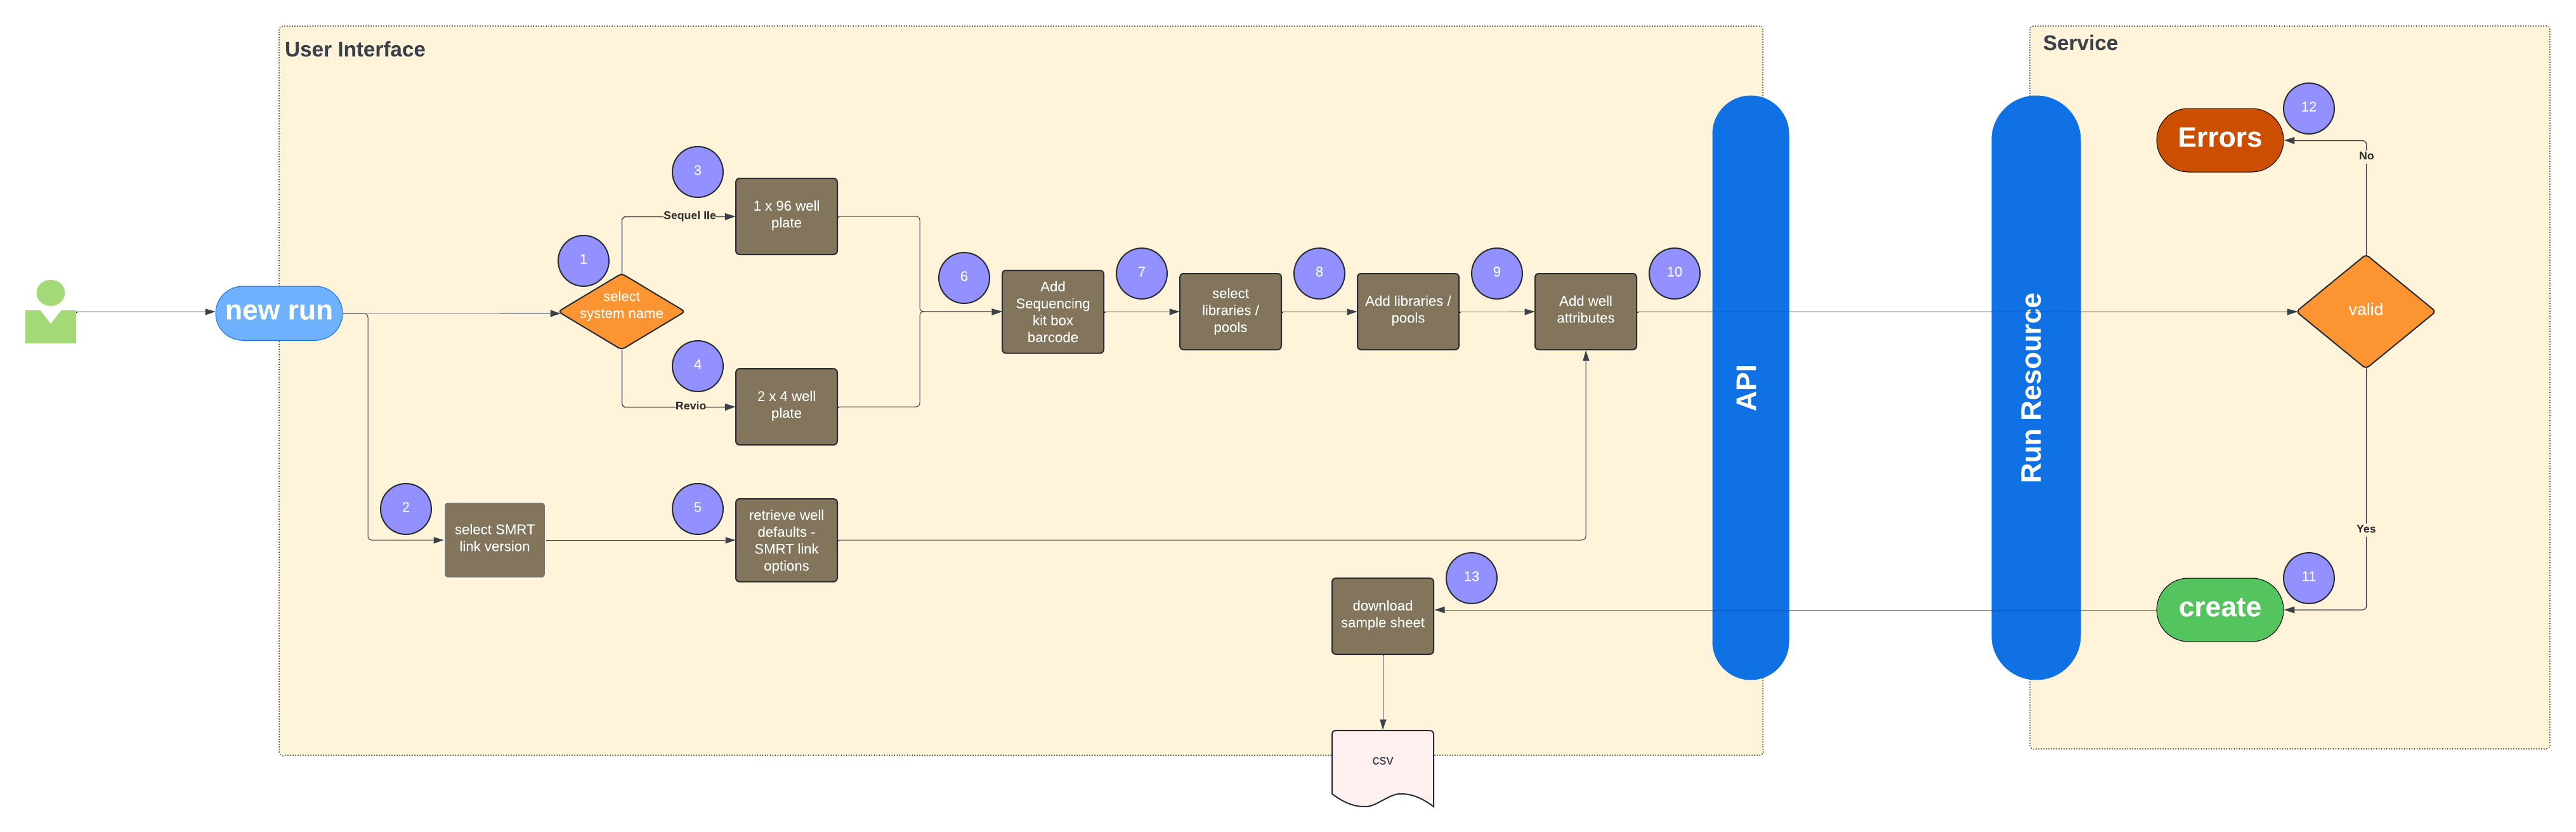 User Interface
Service
12
Errors
No
3
Sequel IIe
1 x 96 well
plate
1
select
system name
new run
4
Revio
2 x 4 well
plate
6
Add
Sequencing
kit box
barcode
7
select
libraries /
pools
8
Add libraries /
pools
9
Add well
attributes
10
API
Run Resource
valid
2
select SMRT
link version
5
retrieve well
defaults -
SMRT link
options
Yes
13
download
sample sheet
11
create
csv